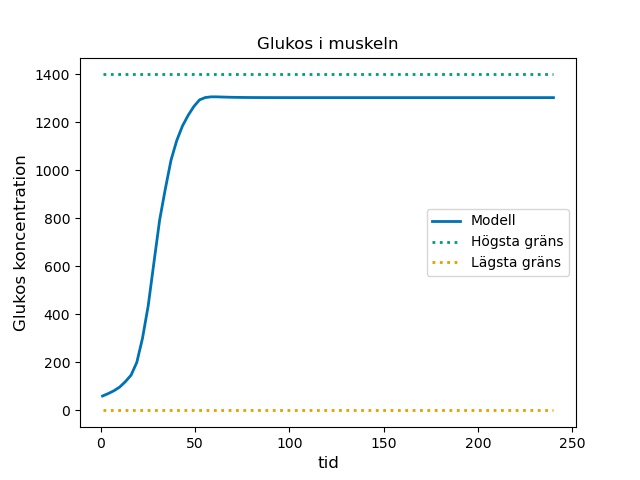 Glukos i muskeln
Glukos koncentration
1400
1200
1000
800
600
400
200
0
Modell
Högsta gräns
Lägsta gräns
0 50 100 150 200 250
tid